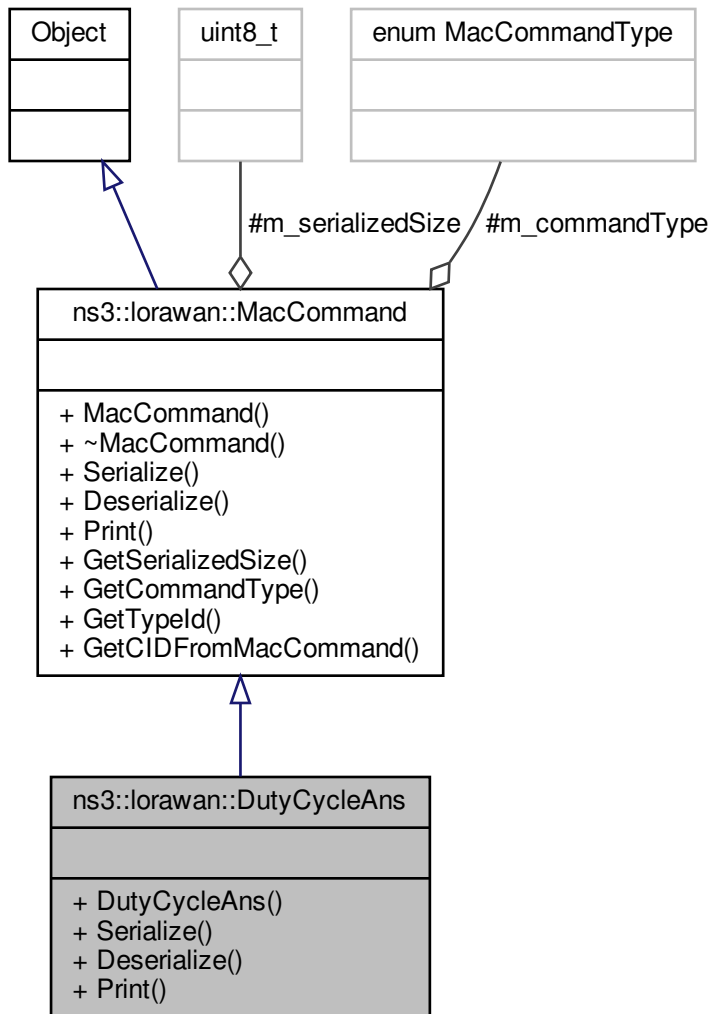 Object
uint8_t
enum MacCommandType
#m_serializedSize
#m_commandType
ns3::lorawan::MacCommand
+ MacCommand()
+ ~MacCommand()
+ Serialize()
+ Deserialize()
+ Print()
+ GetSerializedSize()
+ GetCommandType()
+ GetTypeId()
+ GetCIDFromMacCommand()
ns3::lorawan::DutyCycleAns
+ DutyCycleAns()
+ Serialize()
+ Deserialize()
+ Print()